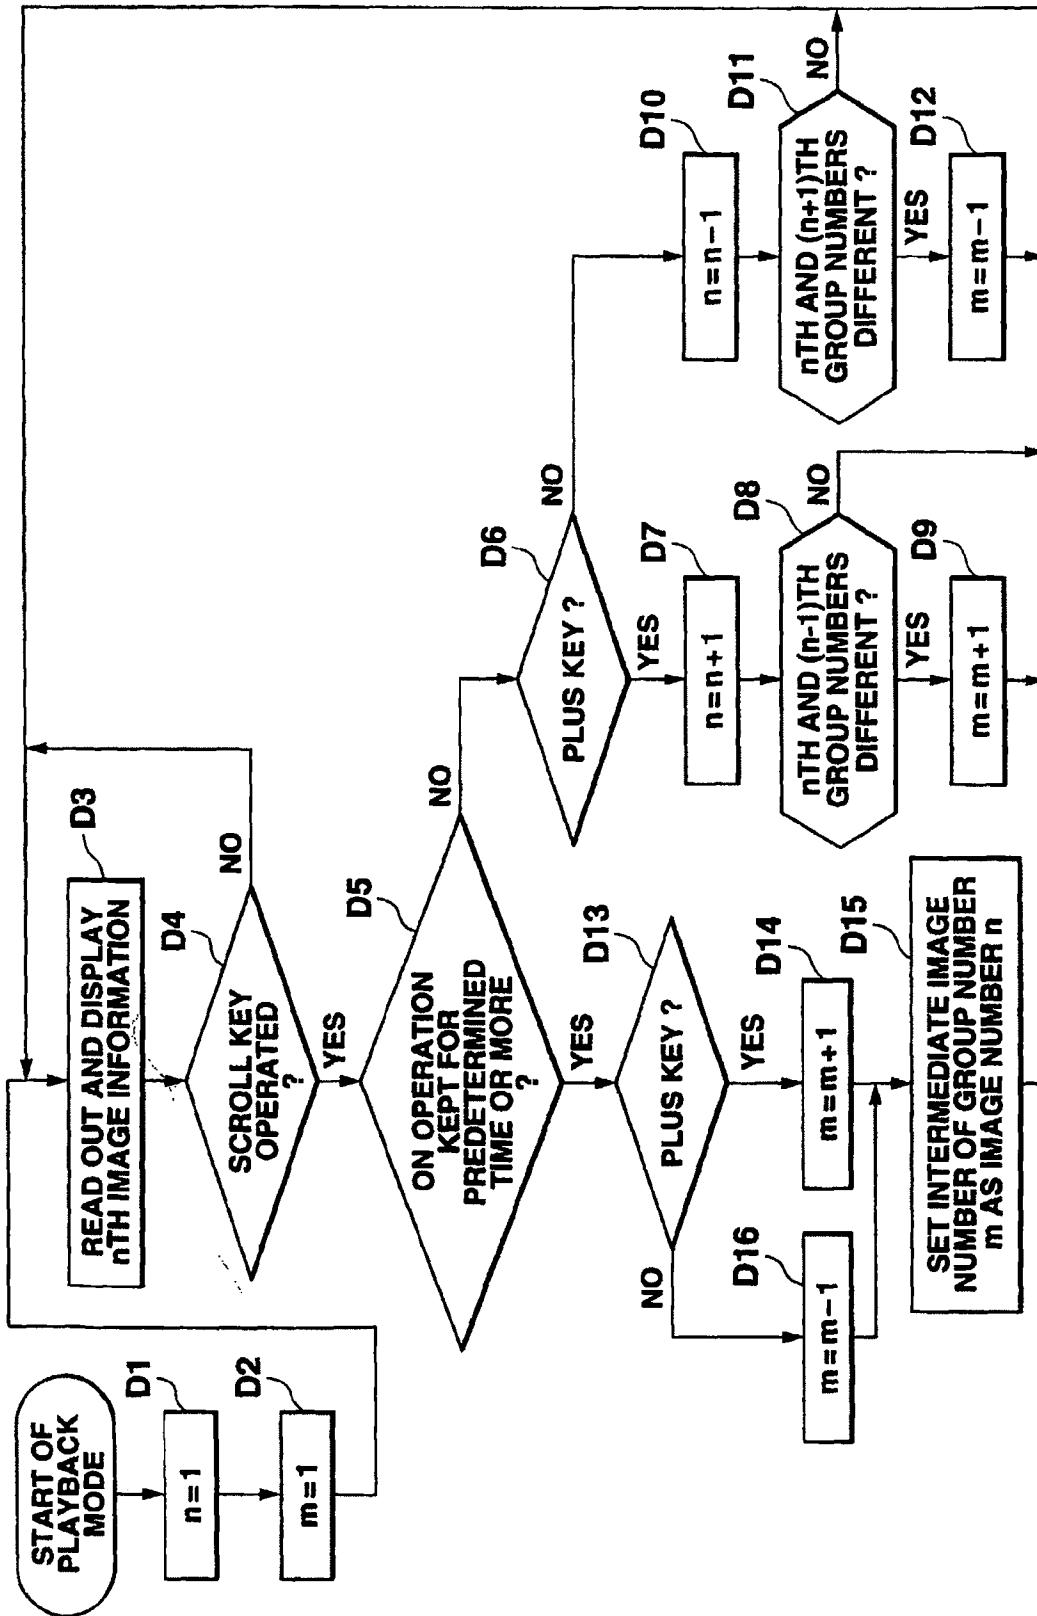 START OF
PLAYBACK
MODE
D1
n=1
D2
m=1
D3
READ OUT AND DISPLAY
nTH IMAGE INFORMATION
D4
SCROLL KEY
OPERATED
?
NO
YES
D5
ON OPERATION
KEPT FOR
PREDETERMINED
TIME OR MORE
?
NO
YES
D6
PLUS KEY ?
NO
YES
D7
n=n+1
D8
nTH AND (n-1)TH
GROUP NUMBERS
DIFFERENT ?
NO
YES
D9
m=m+1
D10
n=n-1
D11
nTH AND (n+1)TH
GROUP NUMBERS
DIFFERENT ?
NO
YES
D12
m=m-1
D13
PLUS KEY ?
NO
YES
D14
m=m+1
D16
m=m-1
D15
SET INTERMEDIATE IMAGE
NUMBER OF GROUP NUMBER
m AS IMAGE NUMBER n